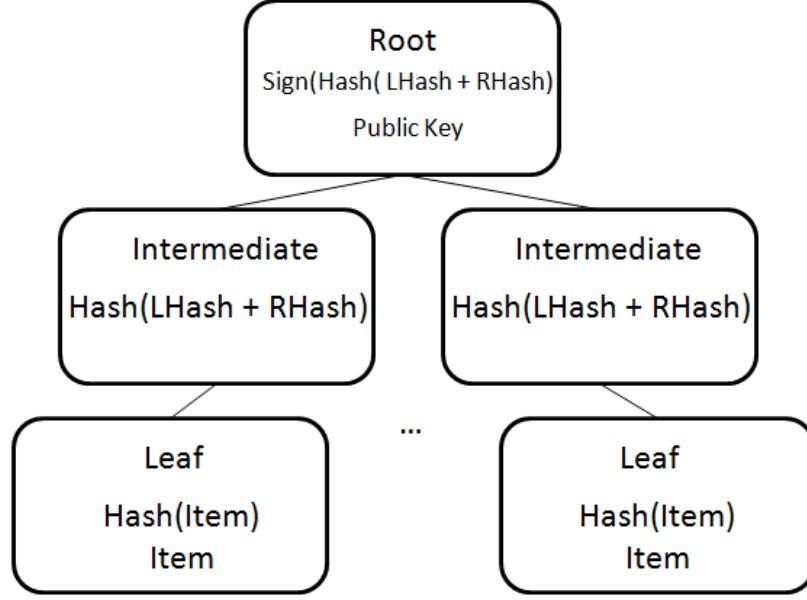 Root
Sign(Hash( LHash + RHash)
Public Key
Intermediate
Hash(LHash + RHash)
Intermediate
Hash(LHash + RHash)
...
Leaf
Hash(Item)
Item
Leaf
Hash(Item)
Item